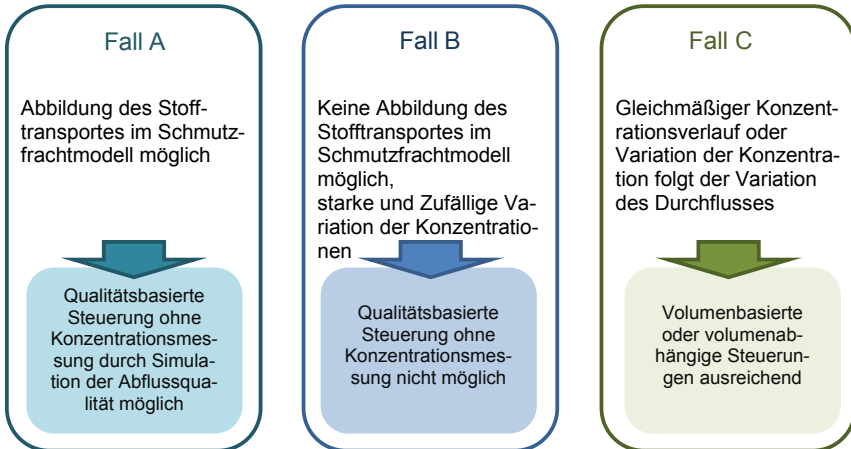 Fall A
Abbildung des Stoff-
transportes im Schmutz-
frachtmodell möglich
Qualitätsbasierte
Steuerung ohne
Konzentrationsmes-
sung durch Simula-
tion der Abflussqua-
lität möglich
Fall B
Keine Abbildung des
Stofftransportes im
Schmutzfrachtmodell
möglich,
starke und Zufällige Va-
riation der Konzentratio-
nen
Qualitätsbasierte
Steuerung ohne
Konzentrationsmes-
sung nicht möglich
Fall C
Gleichmäßiger Konzent-
rationsverlauf oder
Variation der Konzentra-
tion folgt der Variation
des Durchflusses
Volumenbasierte
oder volumenab-
hängige Steuerun-
gen ausreichend